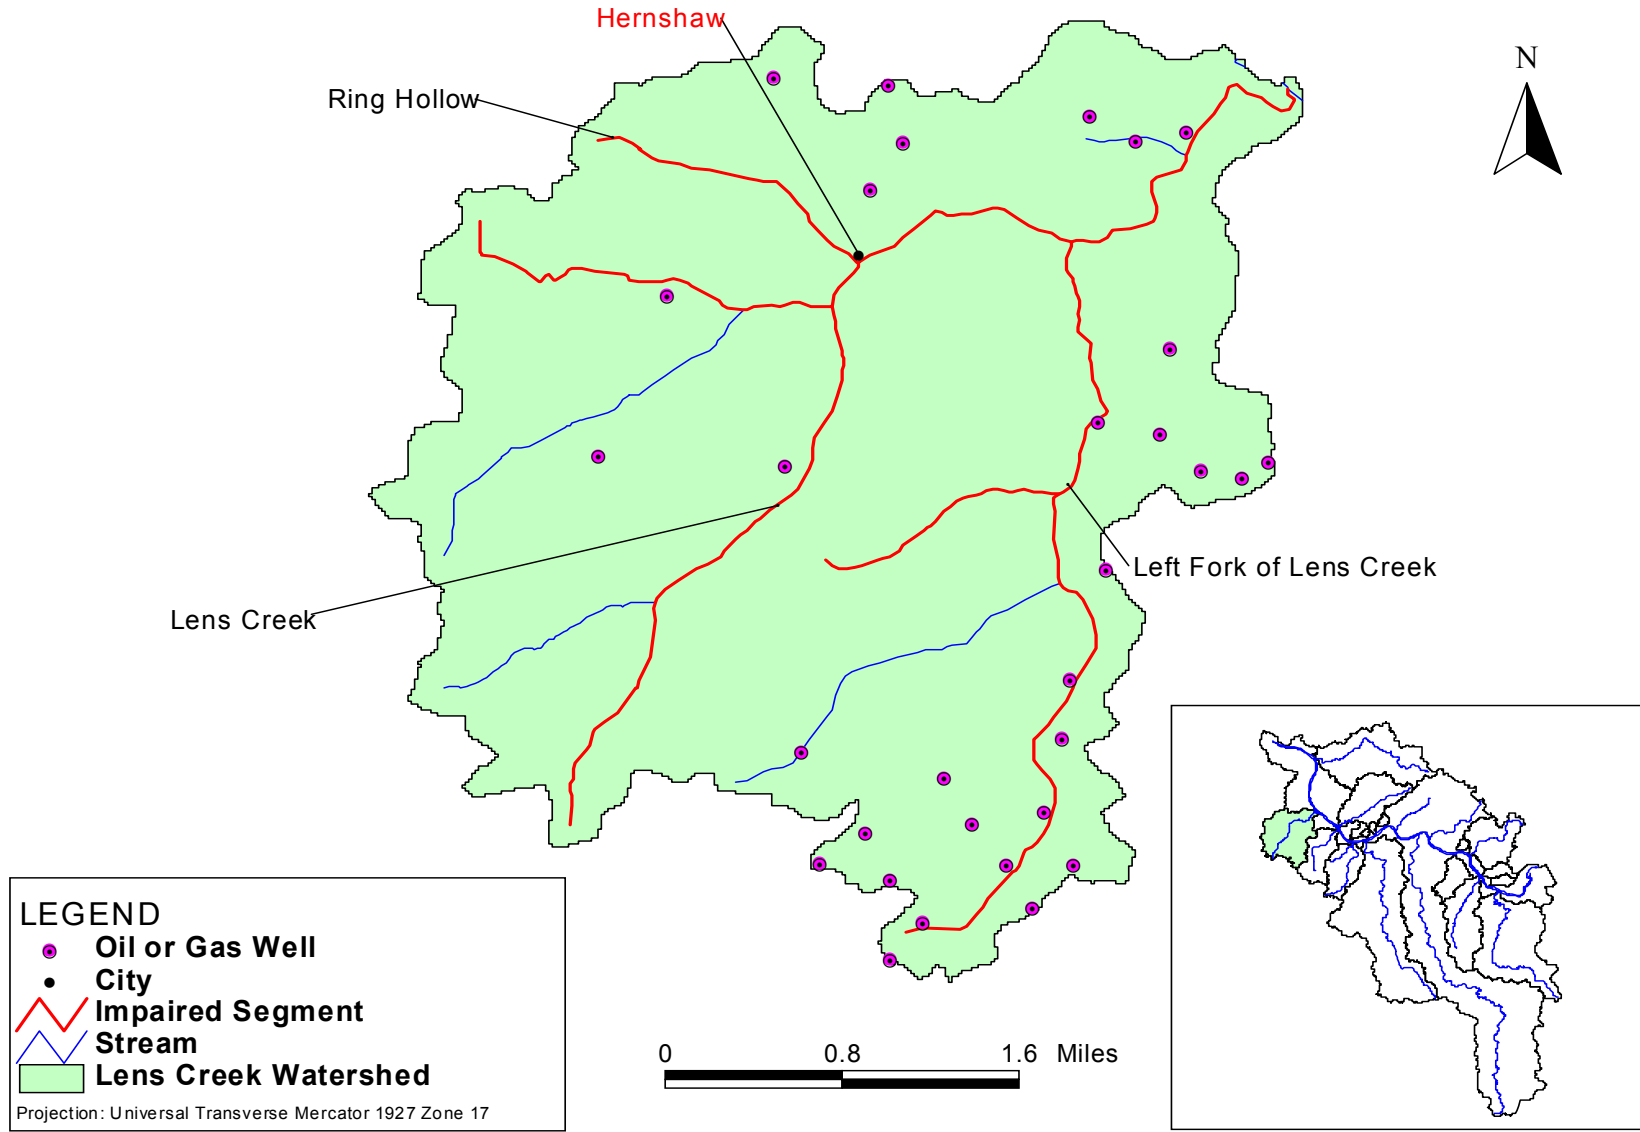 Hernshaw
N
Ring Hollow
Left Fork of Lens Creek
Lens Creek
LEGEND
Oil or Gas Well
City
Impaired Segment
Stream
Lens Creek Watershed
Projection: Universal Transverse Mercator 1927 Zone 17
0 0.8 1.6 Miles